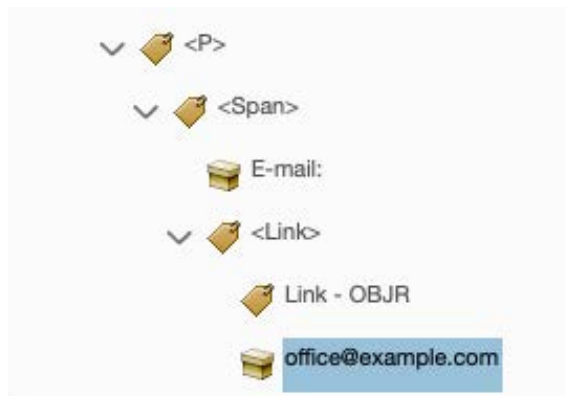 <P>
<Span>
E-mail:
<Link>
Link - OBJR
office@example.com